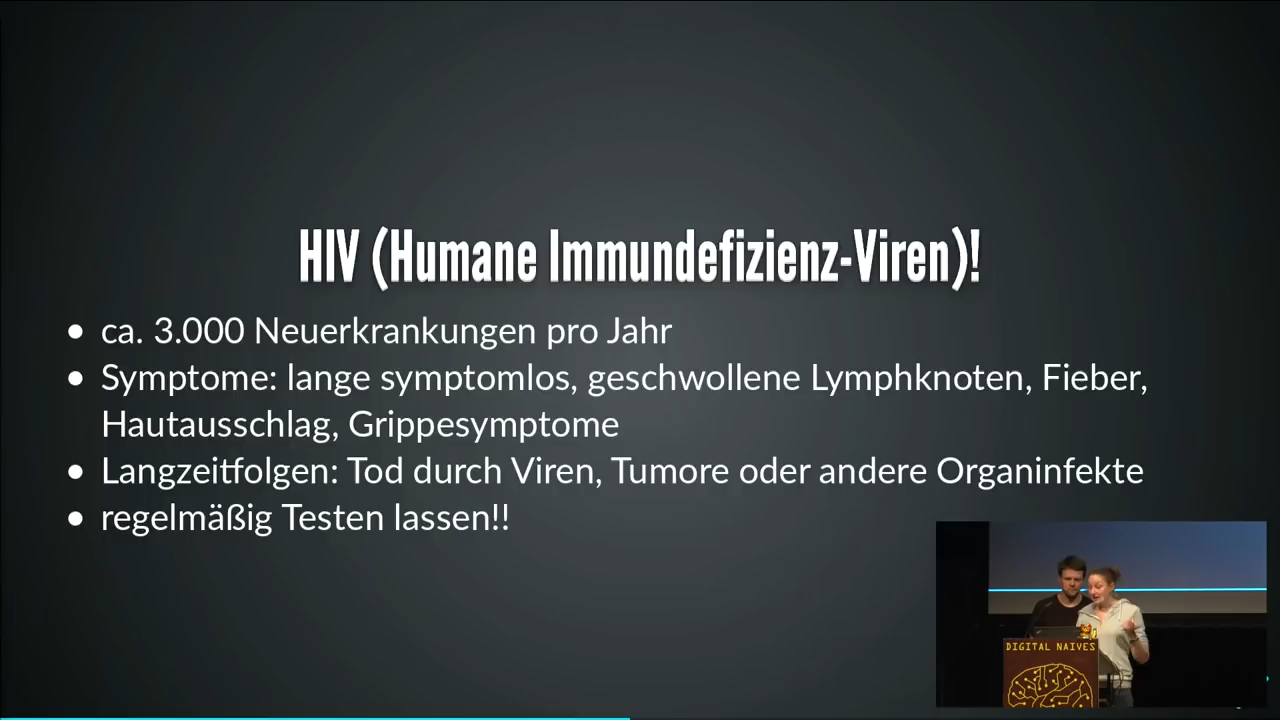 HIV (Humane Immundefizienz-Viren)!
ca. 3.000 Neuerkrankungen pro Jahr
Symptome: lange symptomlos, geschwollene Lymphknoten, Fieber,
Hautausschlag, Grippesymptome
Langzeitfolgen: Tod durch Viren, Tumore oder andere Organinfekte
regelmäßig Testen lassen!!
DIGITAL NAIVES